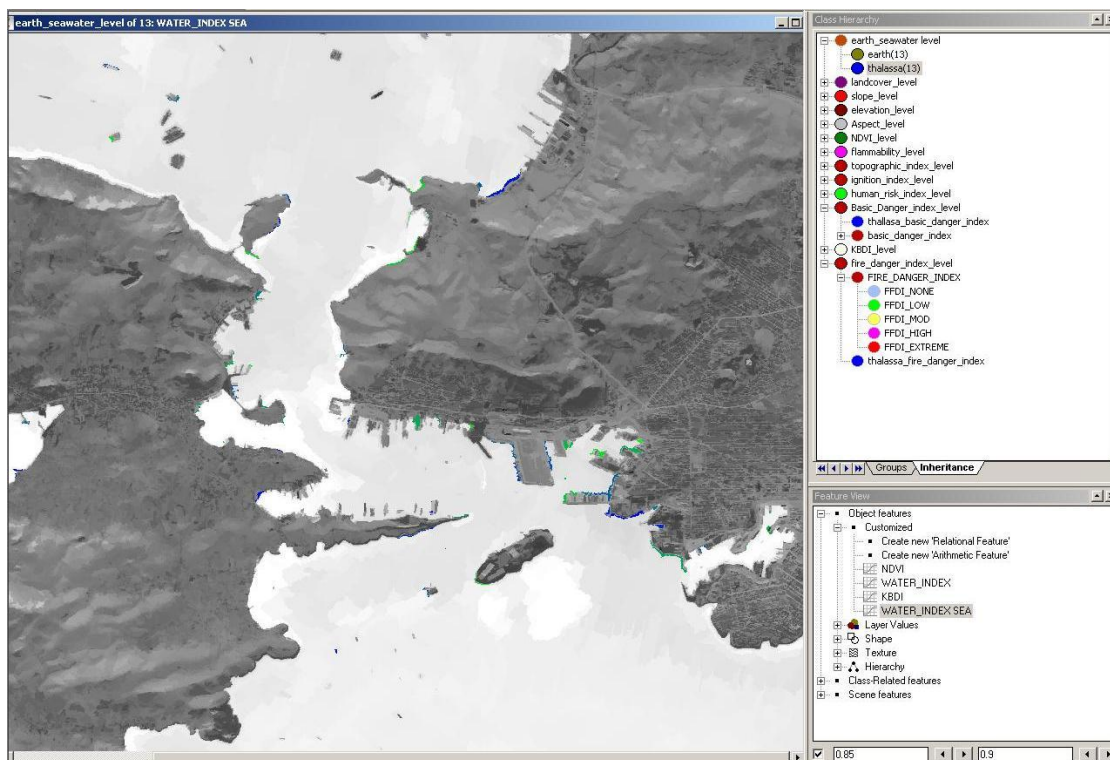 earth_seawater_level of 13: WATER_INDEX SEA
Class Hierarchy
earth_seawater level
earth(13)
thalassa(13)
landcover_level
slope_level
elevation_level
Aspect_level
NDVI_level
flammability_level
topographic_index_level
ignition_index_level
human_risk_index_level
Basic_Danger_index_level
thallasa_basic_danger_index
basic_danger_index
KBDI_level
fire_danger_index_level
FIRE_DANGER_INDEX
FFDI_NONE
FFDI_LOW
FFDI_MOD
FFDI_HIGH
FFDI_EXTREME
thalassa_fire_danger_index
Groups Inheritance
Feature View
Object features
Customized
Create new 'Relational Feature'
Create new 'Arithmetic Feature'
NDVI
WATER_INDEX
KBDI
WATER_INDEX SEA
Layer Values
Shape
Texture
Hierarchy
Class-Related features
Scene features
0.85 0.9